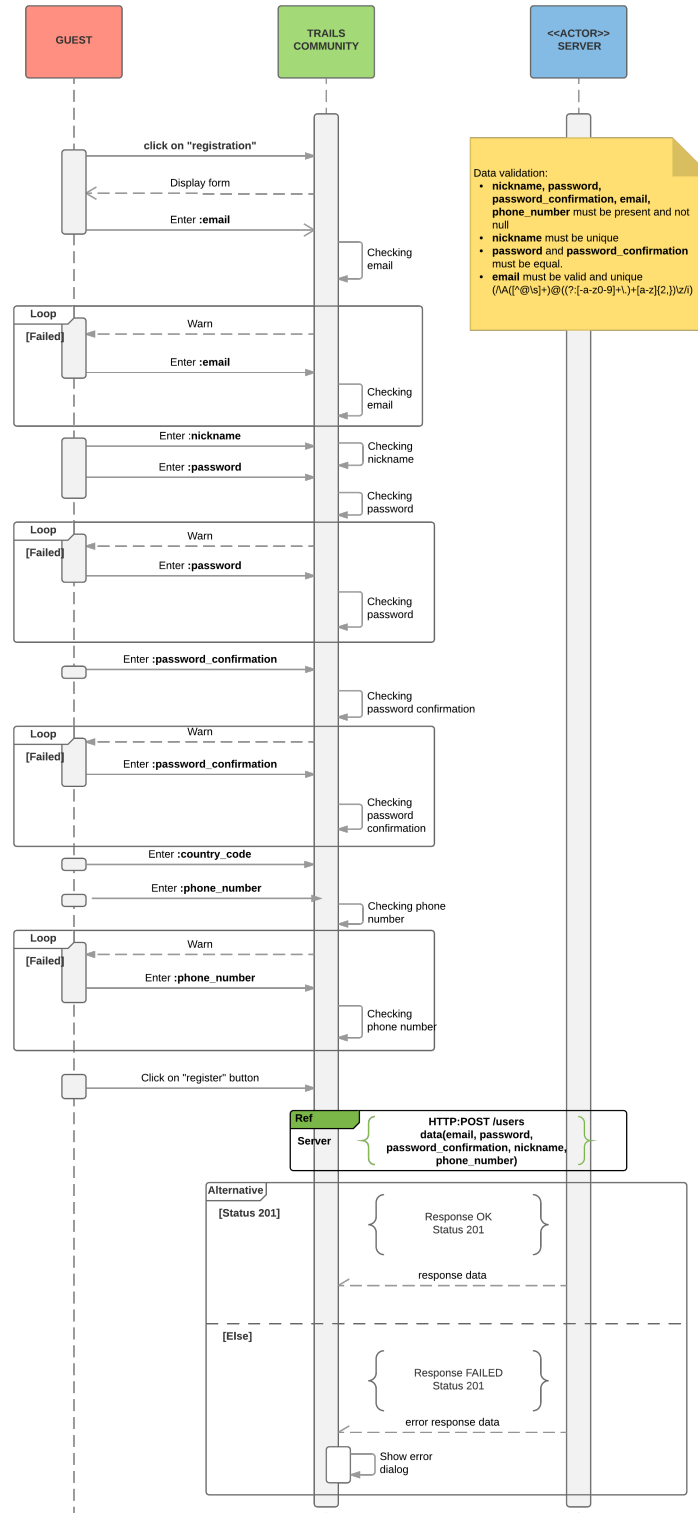 GUEST
TRAILS
COMMUNITY
<<ACTOR>>
SERVER
click on "registration"
Display form
Enter :email
Checking
email
Data validation:
• nickname, password,
password_confirmation, email,
phone_number must be present and not
null
• nickname must be unique
• password and password_confirmation
must be equal.
• email must be valid and unique
(/\A([^@\s]+)@((?:[-a-z0-9]+\.)+[a-z]{2,})\z/i)
Loop
[Failed]
Warn
Enter :email
Checking
email
Enter :nickname
Checking
nickname
Enter :password
Checking
password
Loop
[Failed]
Warn
Enter :password
Checking
password
Enter :password_confirmation
Checking
password confirmation
Loop
[Failed]
Warn
Enter :password_confirmation
Checking
password
confirmation
Enter :country_code
Enter :phone_number
Checking phone
number
Loop
[Failed]
Warn
Enter :phone_number
Checking
phone number
Click on "register" button
Ref
Server
HTTP:POST /users
data(email, password,
password_confirmation, nickname,
phone_number)
Alternative
[Status 201]
Response OK
Status 201
response data
[Else]
Response FAILED
Status 201
error response data
Show error
dialog